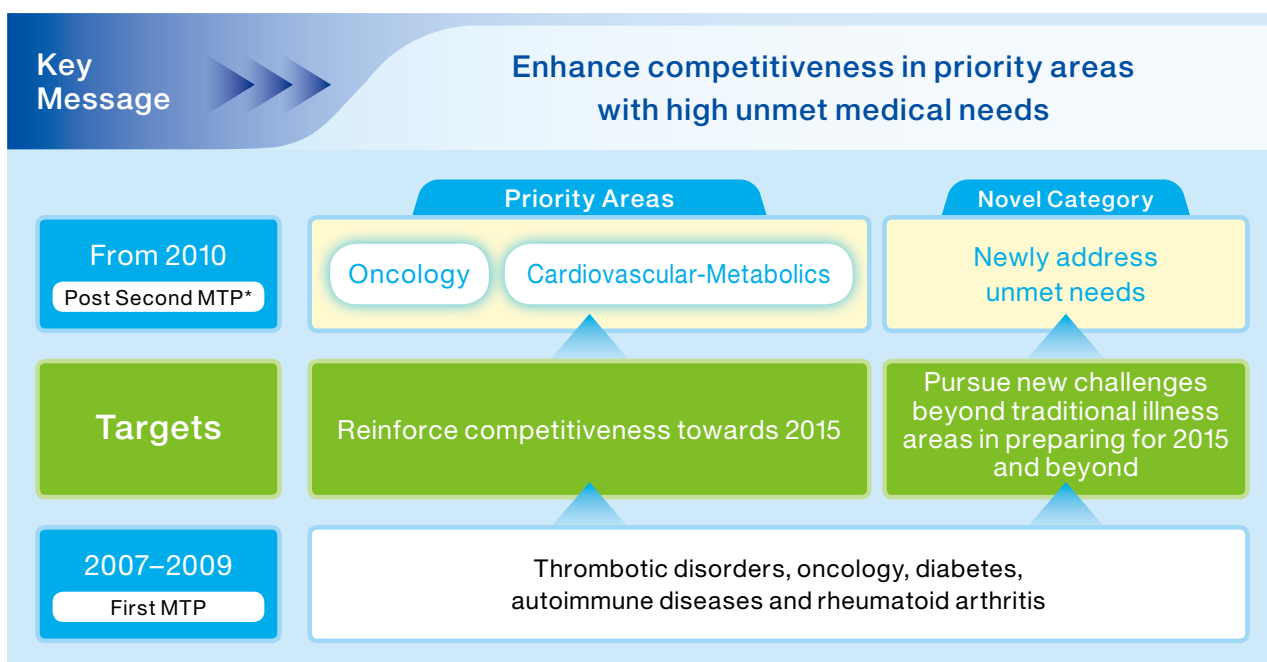 Key
Message
Enhance competitiveness in priority areas
with high unmet medical needs
Priority Areas
Novel Category
From 2010
Post Second MTP*
Oncology
Cardiovascular-Metabolics
Newly address
unmet needs
Targets
Reinforce competitiveness towards 2015
Pursue new challenges
beyond traditional illness
areas in preparing for 2015
and beyond
2007–2009
First MTP
Thrombotic disorders, oncology, diabetes,
autoimmune diseases and rheumatoid arthritis